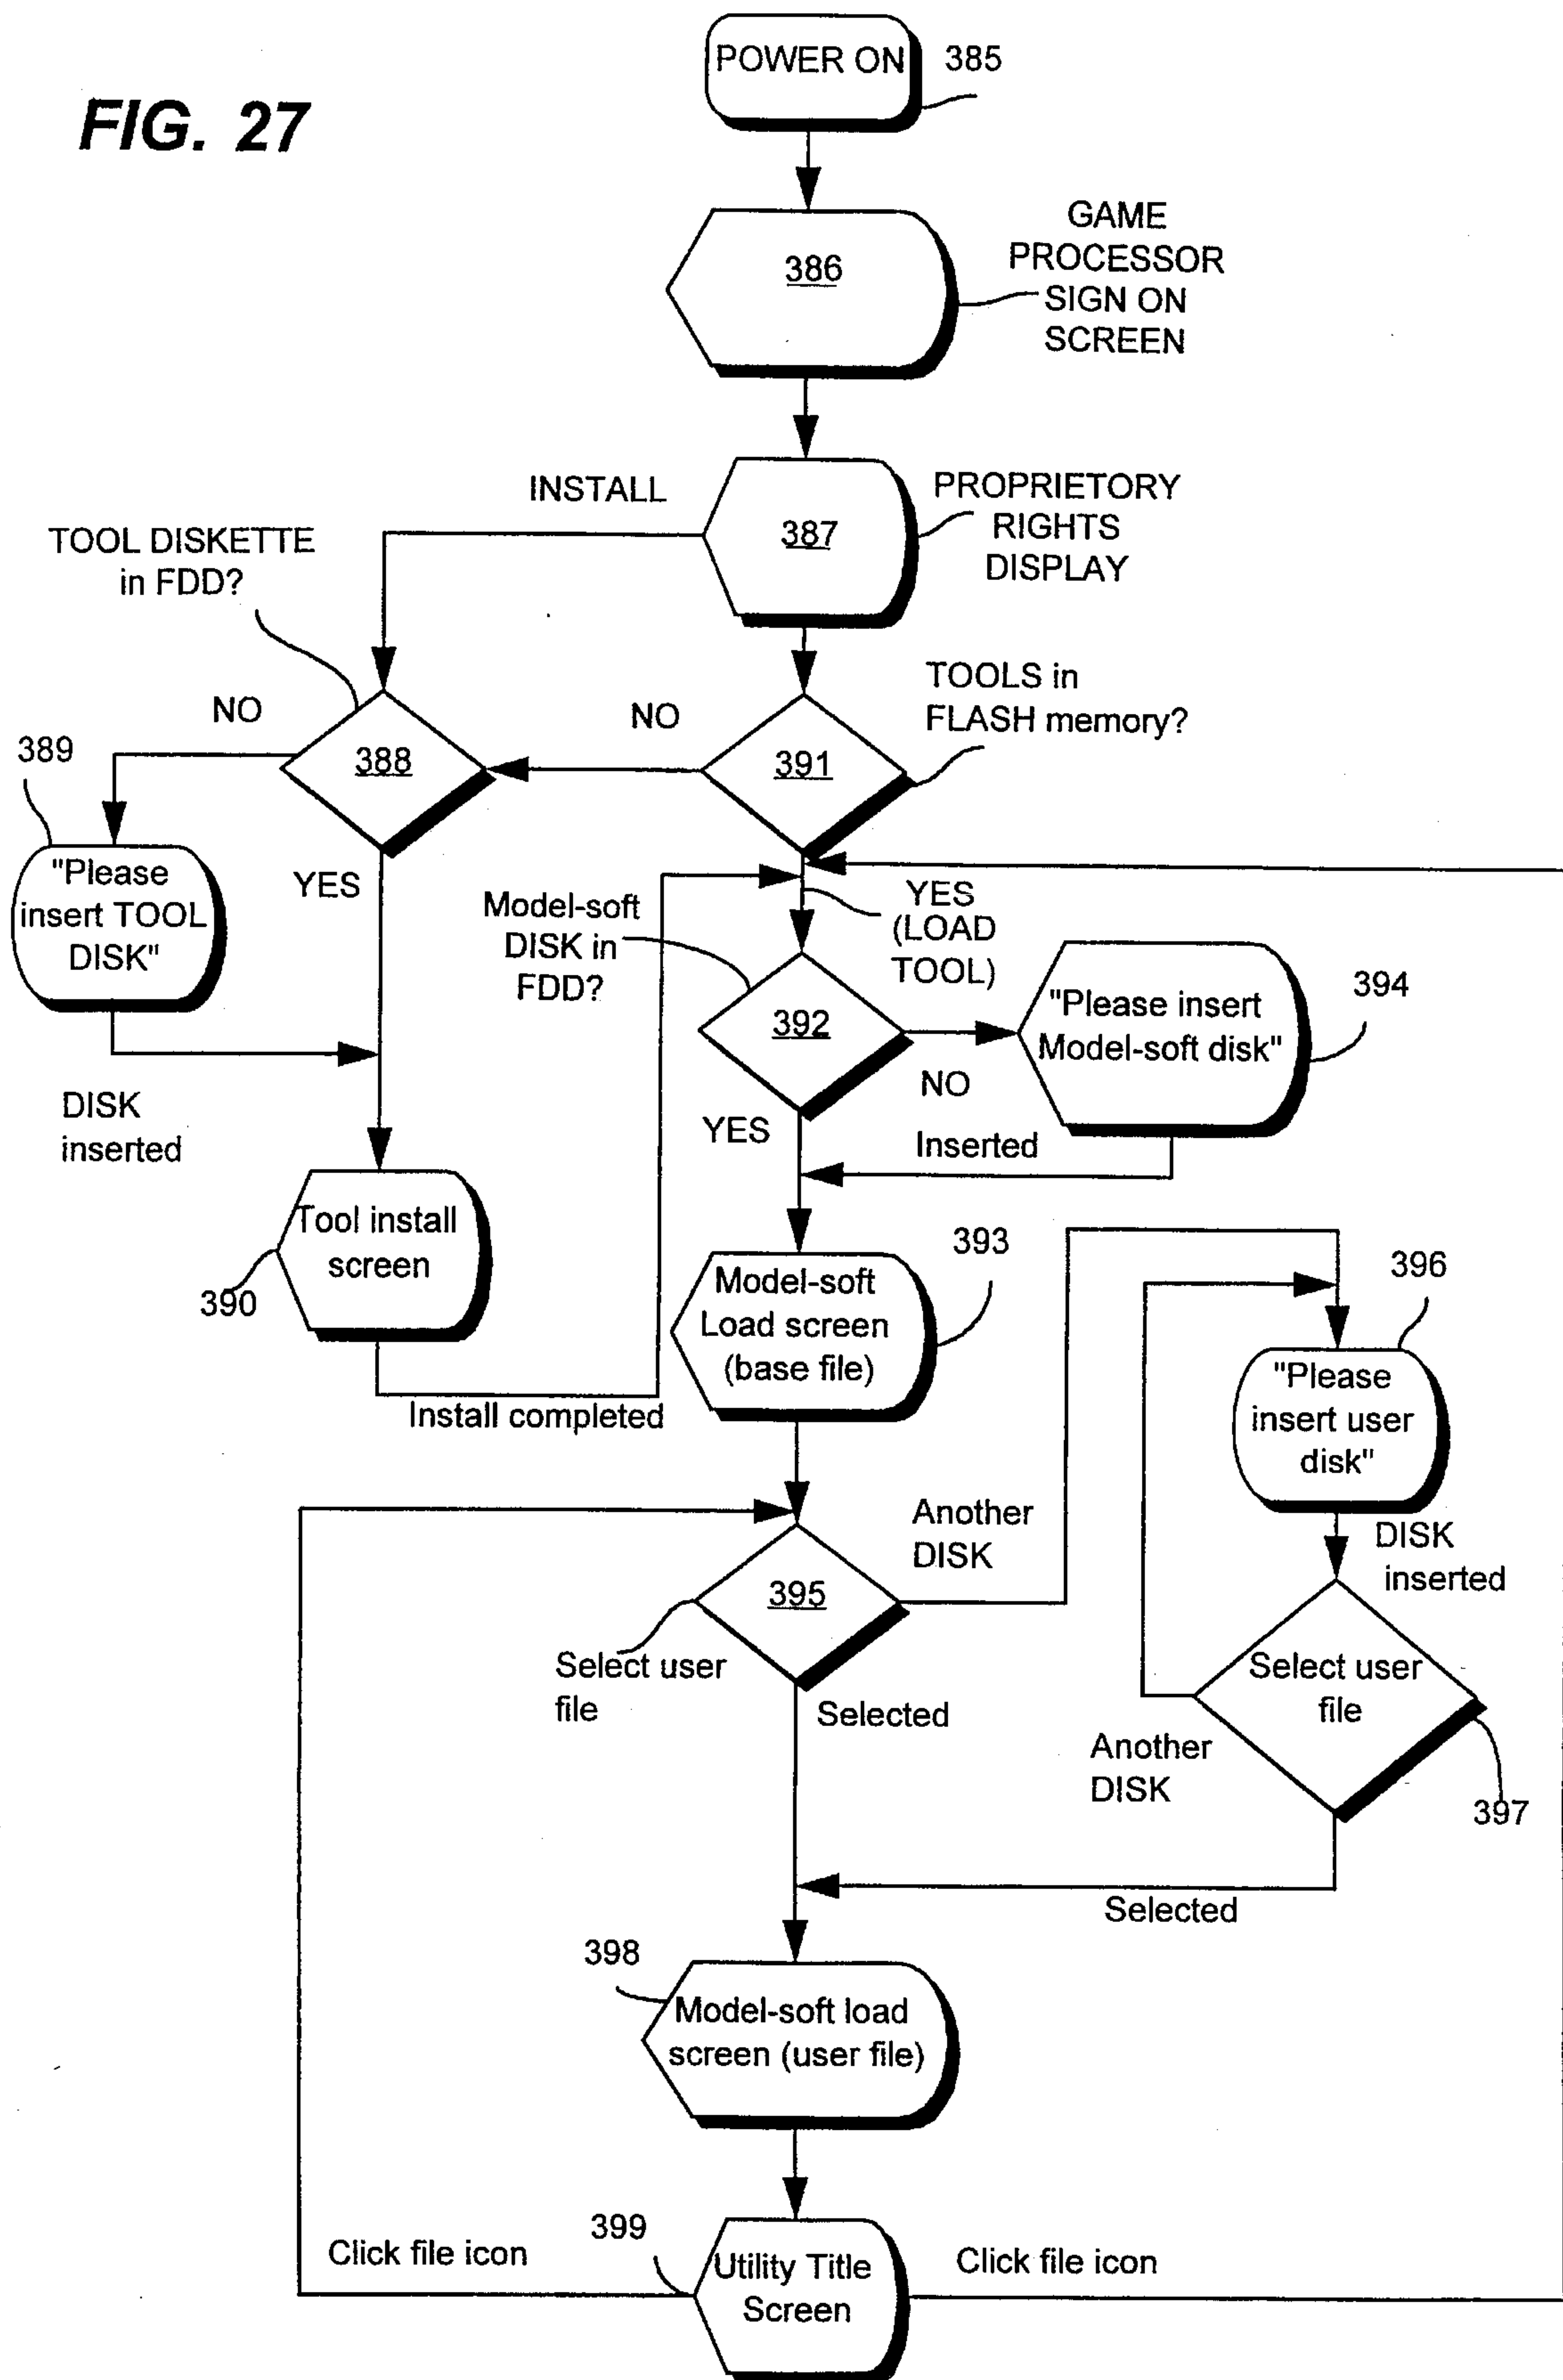 FIG. 27
POWER ON
385
386
GAME
PROCESSOR
SIGN ON
SCREEN
INSTALL
387
PROPRIETORY
RIGHTS
DISPLAY
TOOL DISKETTE
in FDD?
NO
388
NO
391
TOOLS in
FLASH memory?
389
"Please
insert TOOL
DISK"
YES
DISK
inserted
Model-soft
DISK in
FDD?
YES
(LOAD
TOOL)
392
NO
"Please insert
Model-soft disk"
394
YES
Inserted
Tool install
screen
390
Install completed
Model-soft
Load screen
(base file)
393
396
"Please
insert user
disk"
DISK
inserted
Another
DISK
395
Select user
file
Selected
Select user
file
Another
DISK
397
Selected
398
Model-soft load
screen (user file)
399
Click file icon
Utility Title
Screen
Click file icon